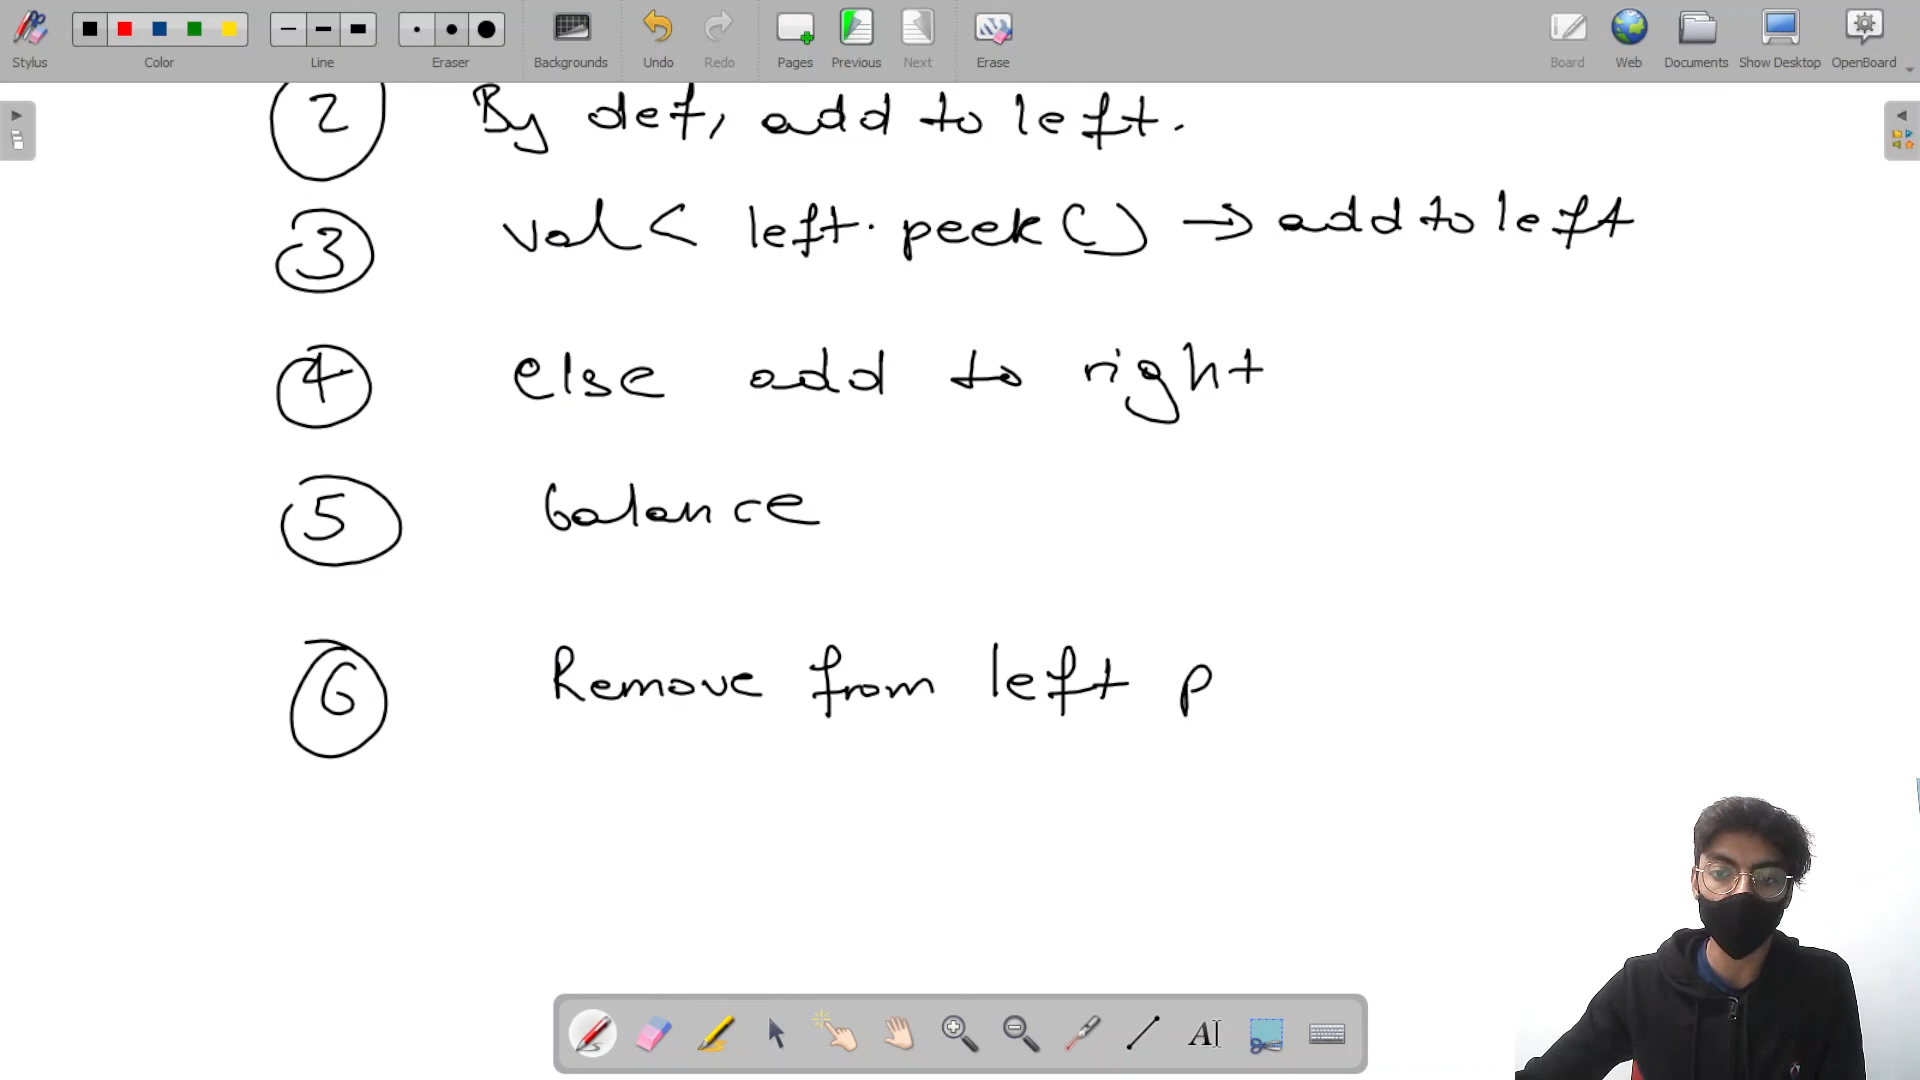 Stylus
Color
Line
Eraser
Backgrounds
Undo
Redo
Pages
Previous
Next
Erase
Board
Web
Documents
Show Desktop
OpenBoard
2 By def, add to left.
3 val < left.peek() → add to left
4 else add to right
5 balance
6 Remove from left p